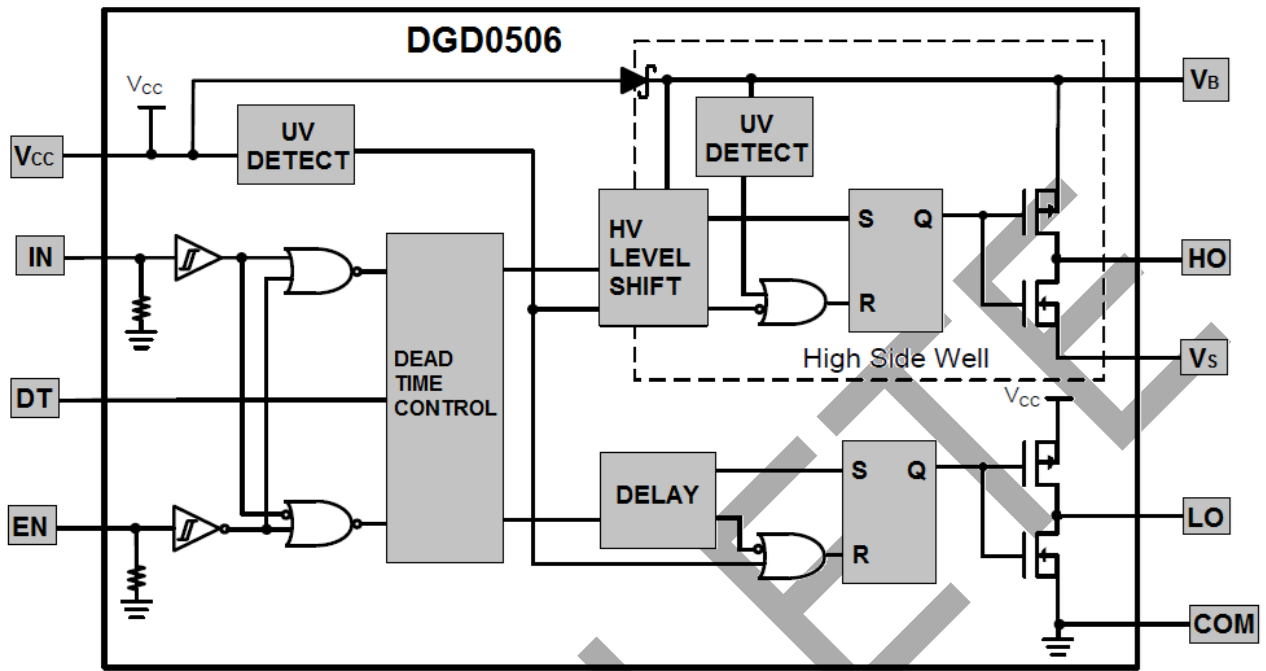 DGD0506
VCC
VB
VCC
UV
DETECT
UV
DETECT
IN
HV
LEVEL
SHIFT
S
Q
R
HO
High Side Well
VS
DT
DEAD
TIME
CONTROL
VCC
EN
DELAY
S
Q
R
LO
COM